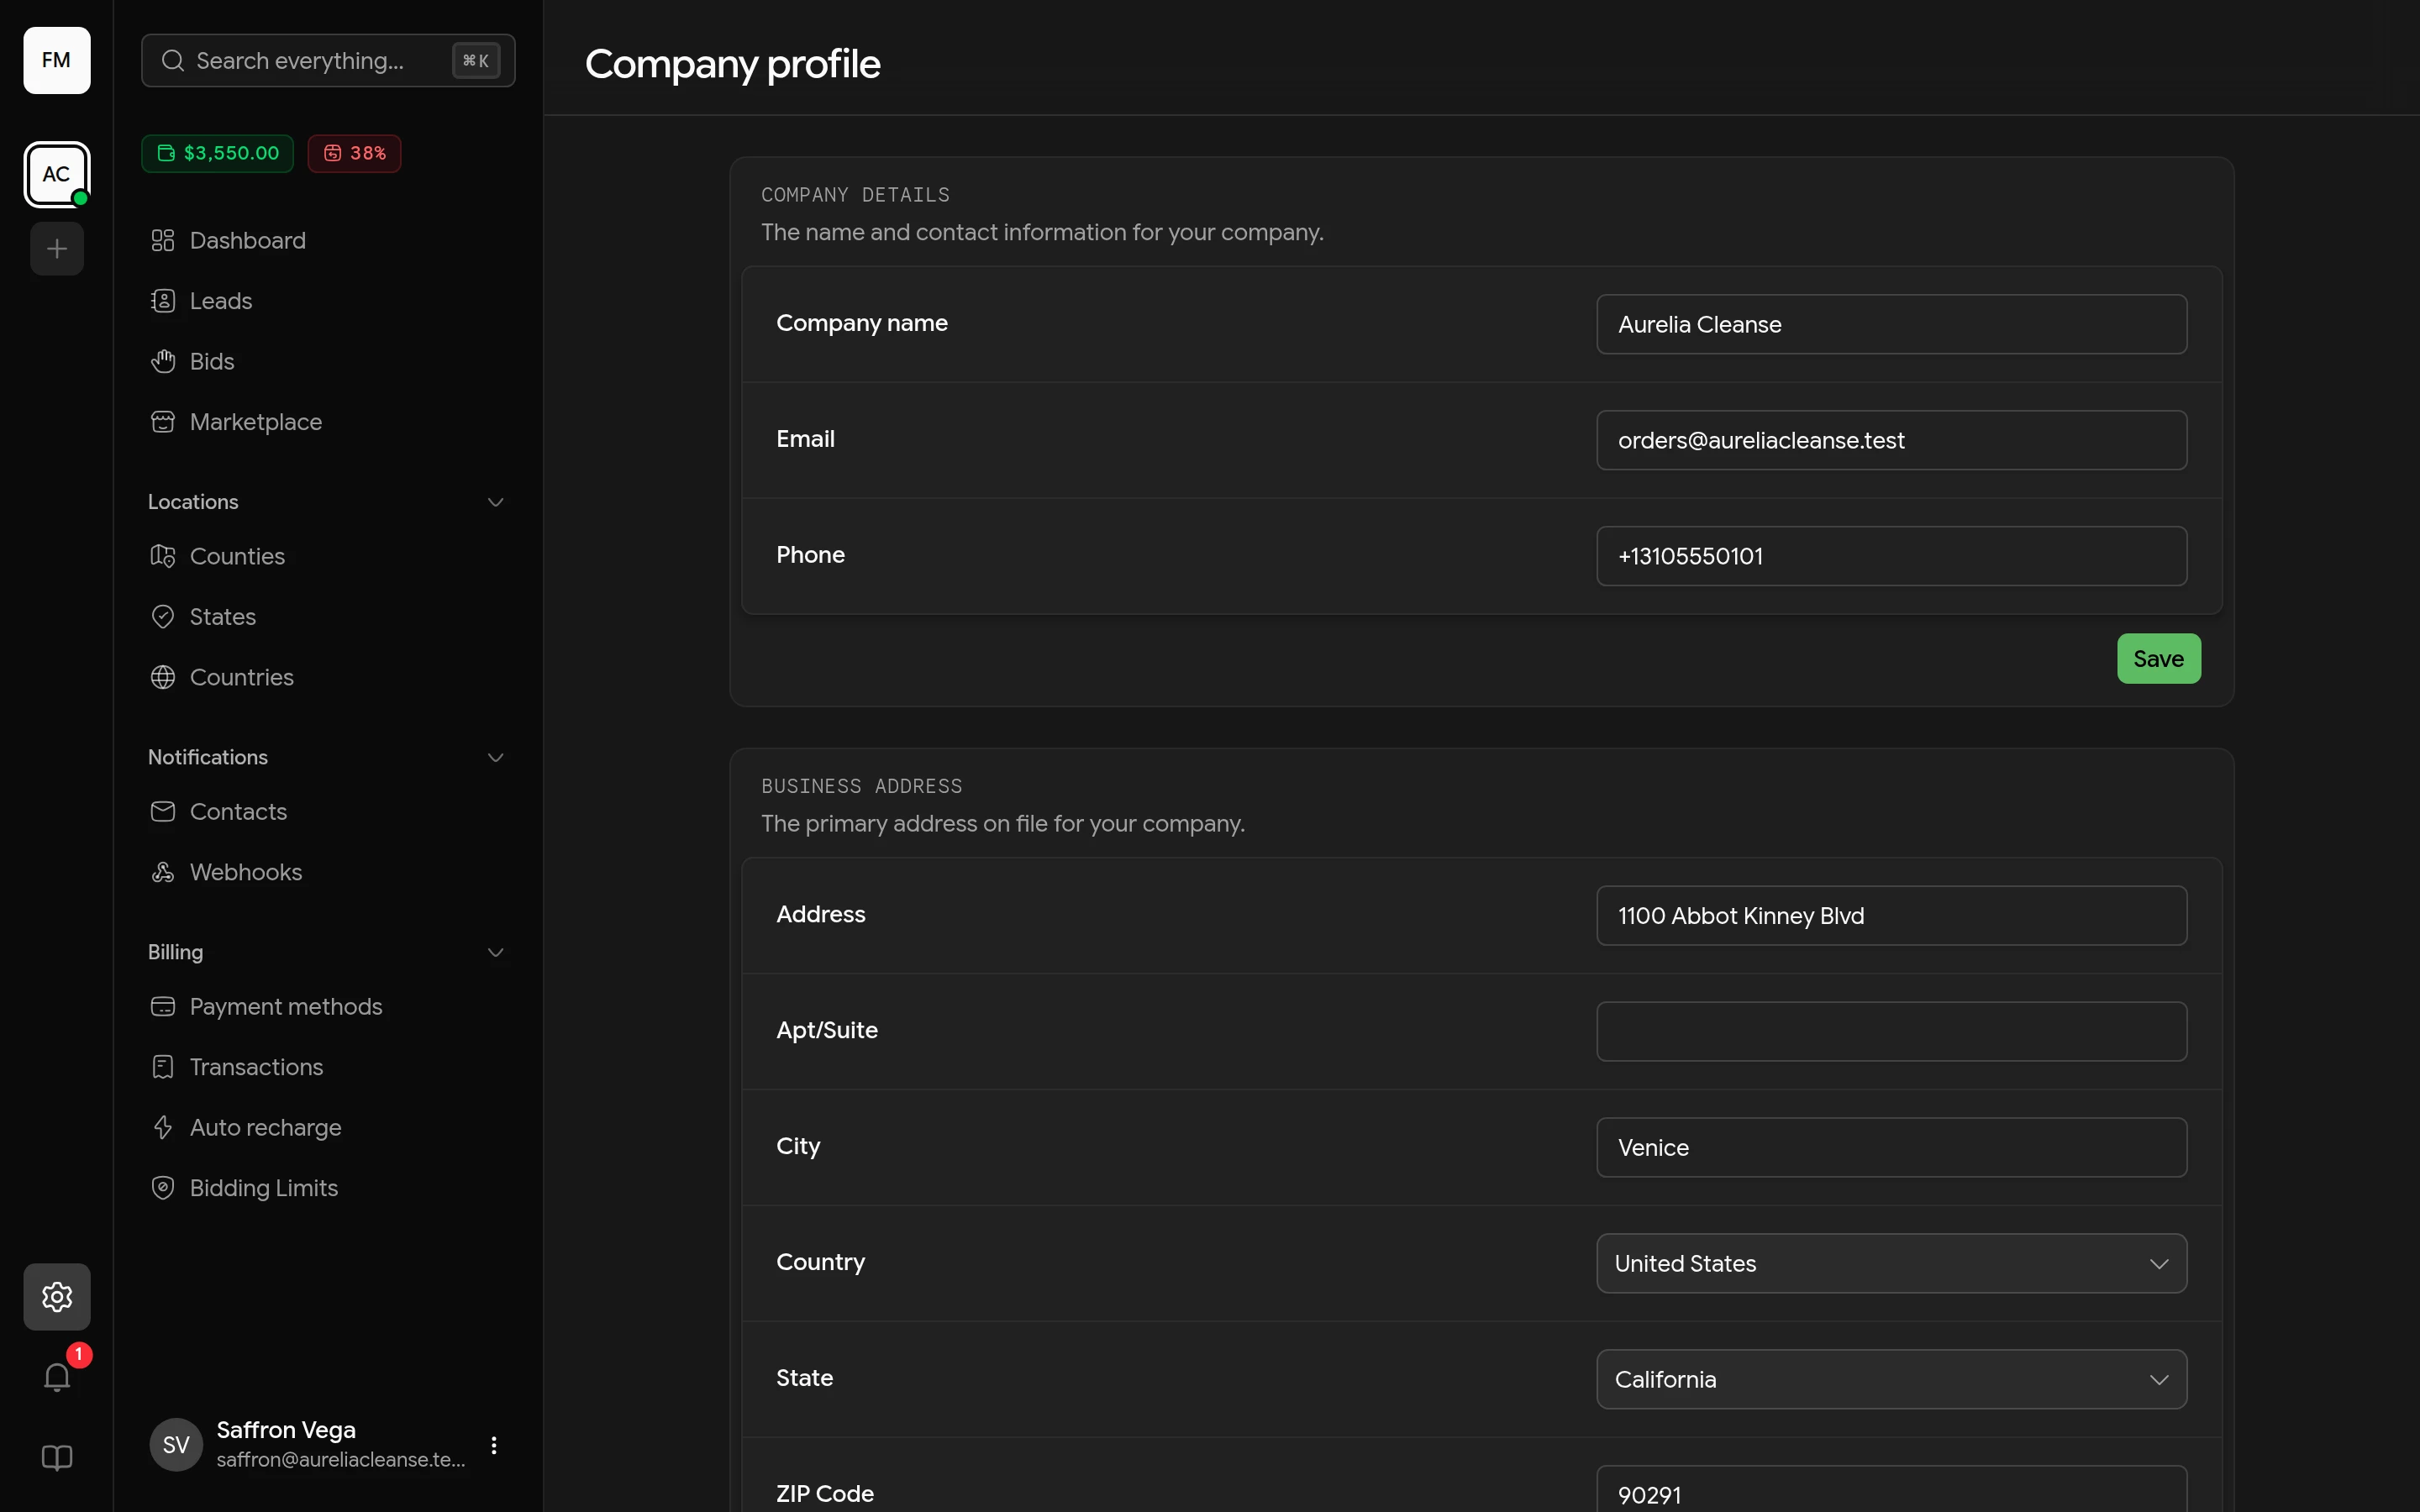 FM
AC
Search everything...
⌘K
$3,550.00
38%
Dashboard
Leads
Bids
Marketplace
Locations
Counties
States
Countries
Notifications
Contacts
Webhooks
Billing
Payment methods
Transactions
Auto recharge
Bidding Limits
1
SV
Saffron Vega
saffron@aureliacleanse.te...
Company profile
COMPANY DETAILS
The name and contact information for your company.
Company name
Aurelia Cleanse
Email
orders@aureliacleanse.test
Phone
+13105550101
Save
BUSINESS ADDRESS
The primary address on file for your company.
Address
1100 Abbot Kinney Blvd
Apt/Suite
City
Venice
Country
United States
State
California
ZIP Code
90291